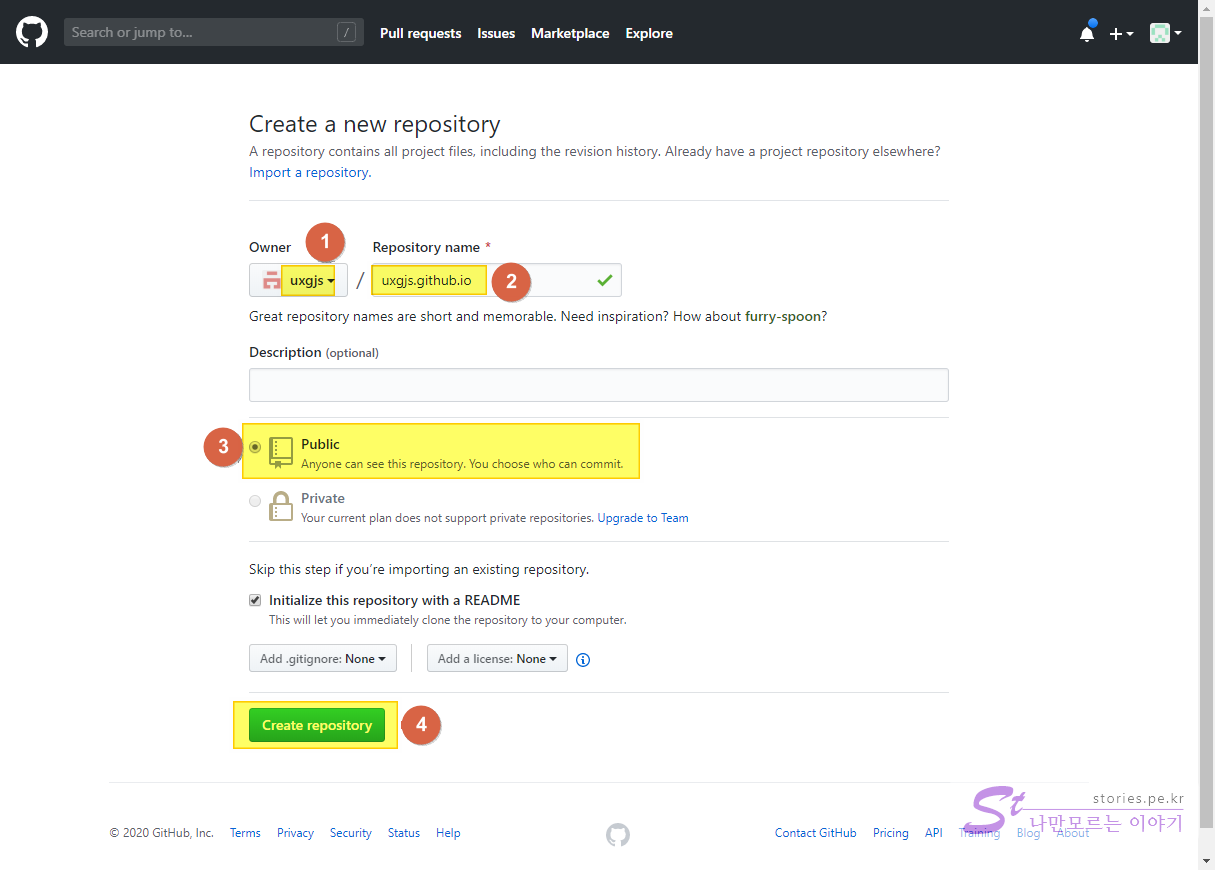 Search or jump to... /
Pull requests Issues Marketplace Explore
Create a new repository
A repository contains all project files, including the revision history. Already have a project repository elsewhere?
Import a repository.
Owner 1 Repository name *
uxgjs / uxgjs.github.io 2
Great repository names are short and memorable. Need inspiration? How about furry-spoon?
Description (optional)
3 Public
Anyone can see this repository. You choose who can commit.
Private
Your current plan does not support private repositories. Upgrade to Team
Skip this step if you're importing an existing repository.
Initialize this repository with a README
This will let you immediately clone the repository to your computer.
Add .gitignore: None Add a license: None
Create repository 4
© 2020 GitHub, Inc. Terms Privacy Security Status Help Contact GitHub Pricing API Training Blog About
St stories.pe.kr
나만모르는 이야기